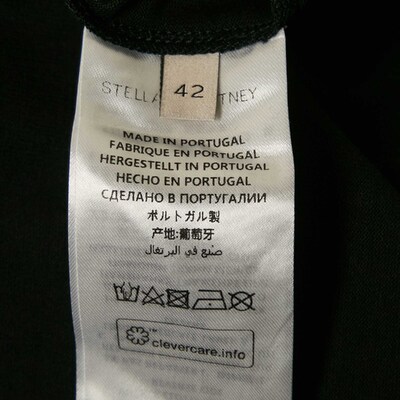 42
STELLA TNEY
MADE IN PORTUGAL
FABRIQUE EN PORTUGAL
HERGESTELLT IN PORTUGAL
HECHO EN PORTUGAL
СДЕЛАНО В ПОРТУГАЛИИ
ポルトガル製
产地:葡萄牙
صنع في البرتغال
™ clevercare.info